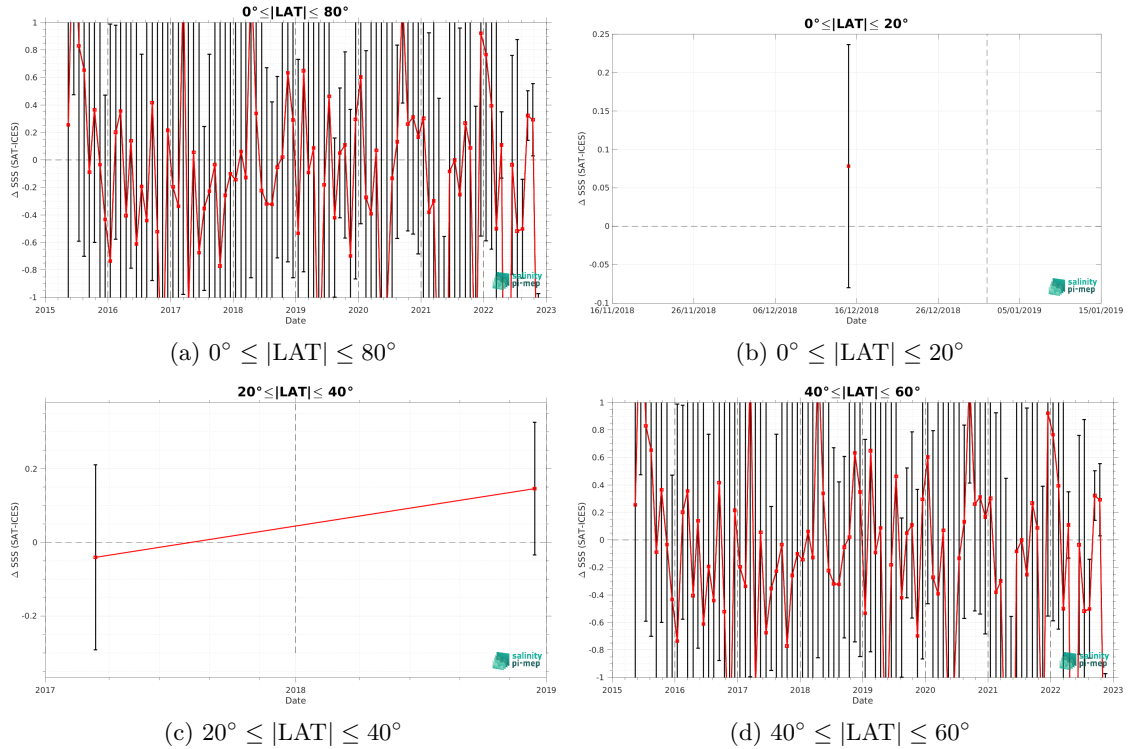 0°≤|LAT|≤ 80°
Δ SSS (SAT-ICES)
1
0.8
0.6
0.4
0.2
0
-0.2
-0.4
-0.6
-0.8
-1
2015 2016 2017 2018 2019 2020 2021 2022 2023
Date
salinity
pi-mep
(a) 0° ≤ |LAT| ≤ 80°
0°≤|LAT|≤ 20°
Δ SSS (SAT-ICES)
0.25
0.2
0.15
0.1
0.05
0
-0.05
-0.1
16/11/2018 26/11/2018 06/12/2018 16/12/2018 26/12/2018 05/01/2019 15/01/2019
Date
salinity
pi-mep
(b) 0° ≤ |LAT| ≤ 20°
20°≤|LAT|≤ 40°
Δ SSS (SAT-ICES)
0.2
0
-0.2
2017 2018 2019
Date
salinity
pi-mep
(c) 20° ≤ |LAT| ≤ 40°
40°≤|LAT|≤ 60°
Δ SSS (SAT-ICES)
1
0.8
0.6
0.4
0.2
0
-0.2
-0.4
-0.6
-0.8
-1
2015 2016 2017 2018 2019 2020 2021 2022 2023
Date
salinity
pi-mep
(d) 40° ≤ |LAT| ≤ 60°